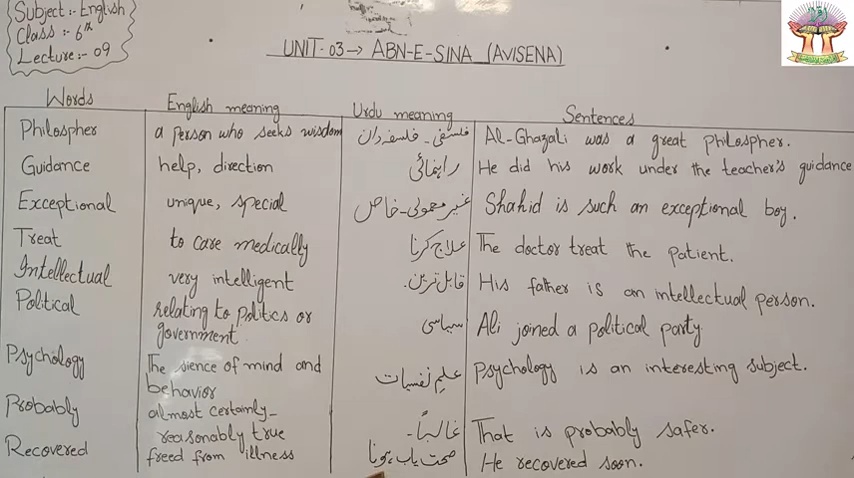 Subject:- English
Class :- 6th
Lecture:- 09
UNIT-03→ ABN-E-SINA (AVISENA)
Words English meaning Urdu meaning Sentences
Philospher a person who seeks wisdom فلسفی - فلسفہ دان Al-Ghazali was a great philospher.
Guidance help, direction راہنمائی He did his work under the teacher's guidance
Exceptional unique, special غیر معمولی - خاص Shahid is such an exceptional boy.
Treat to care medically علاج کرنا The doctor treat the patient.
Intellectual very intelligent قابل ترین۔ His father is an intellectual person.
Political relating to politics or سیاسی Ali joined a political party
government
Psychology The sience of mind and علم نفسیات Psychology is an interesting subject.
behavior
Probably almost certainly- غالباً- That is probably safer.
reasonably true
Recovered freed from illness صحت یاب ہونا He recovered soon.